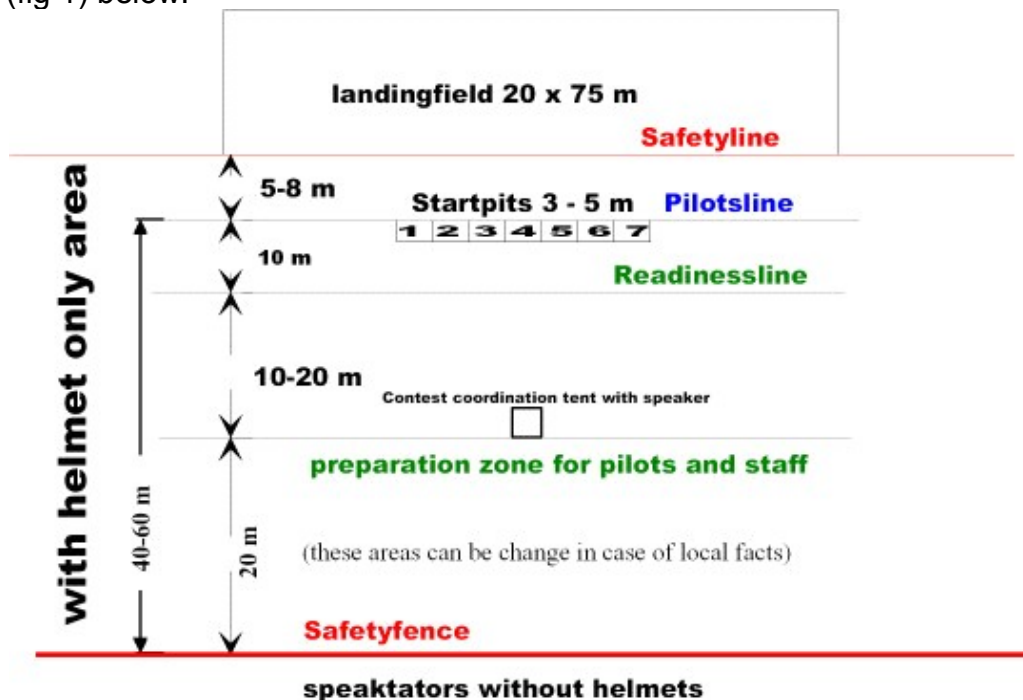 (fig 1) below.
landingfield 20 x 75 m
Safetyline
5-8 m
Startpits 3 - 5 m Pilotsline
1 2 3 4 5 6 7
10 m
Readinessline
with helmet only area
10-20 m
Contest coordination tent with speaker
preparation zone for pilots and staff
40-60 m
20 m
(these areas can be change in case of local facts)
Safetyfence
speaktators without helmets